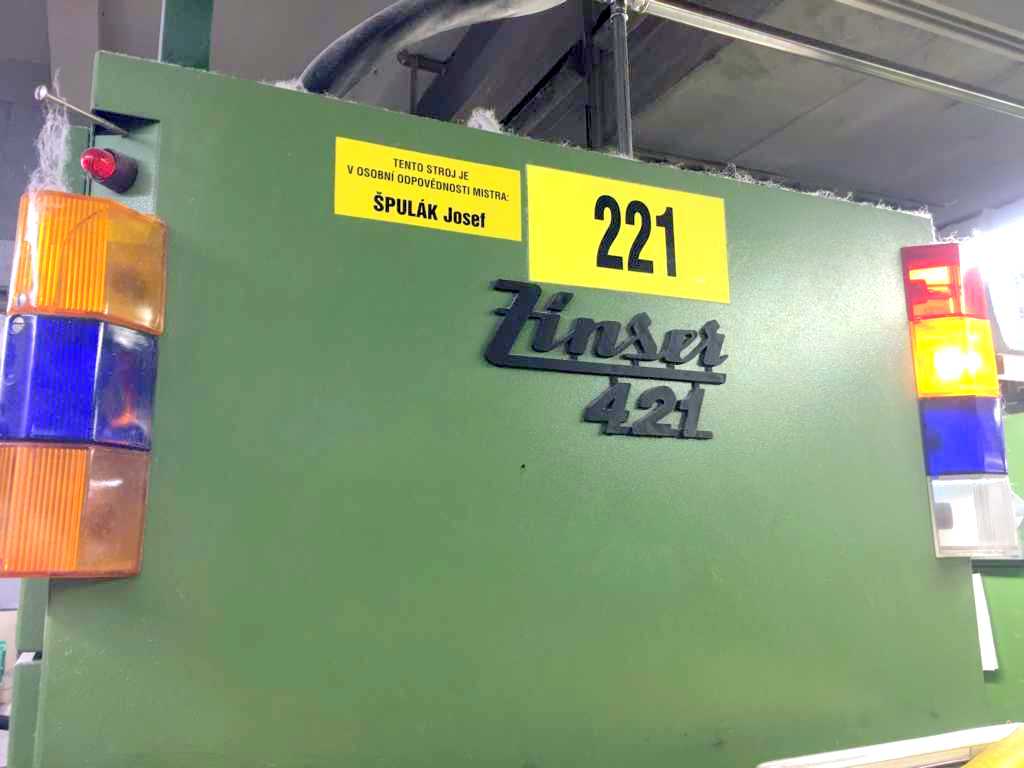 TENTO STROJ JE
V OSOBNÍ ODPOVĚDNOSTI MISTRA:
ŠPULÁK Josef
221
Zinser
421